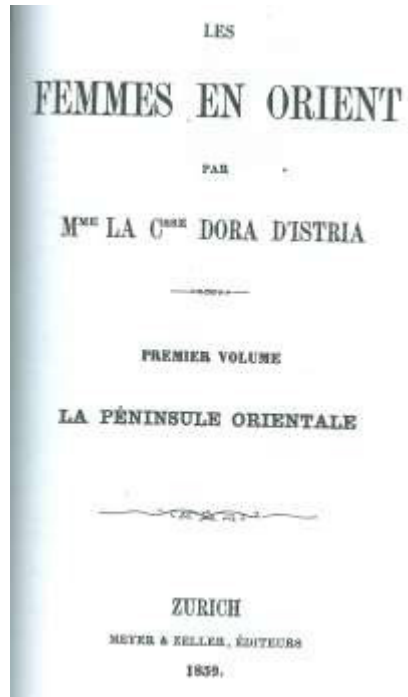 LES
FEMMES EN ORIENT
PAR
Mᴹᴱ LA Cˢˢᴱ DORA D'ISTRIA
PREMIER VOLUME
LA PÉNINSULE ORIENTALE
ZURICH
MEYER & ZELLER, ÉDITEURS
1859.